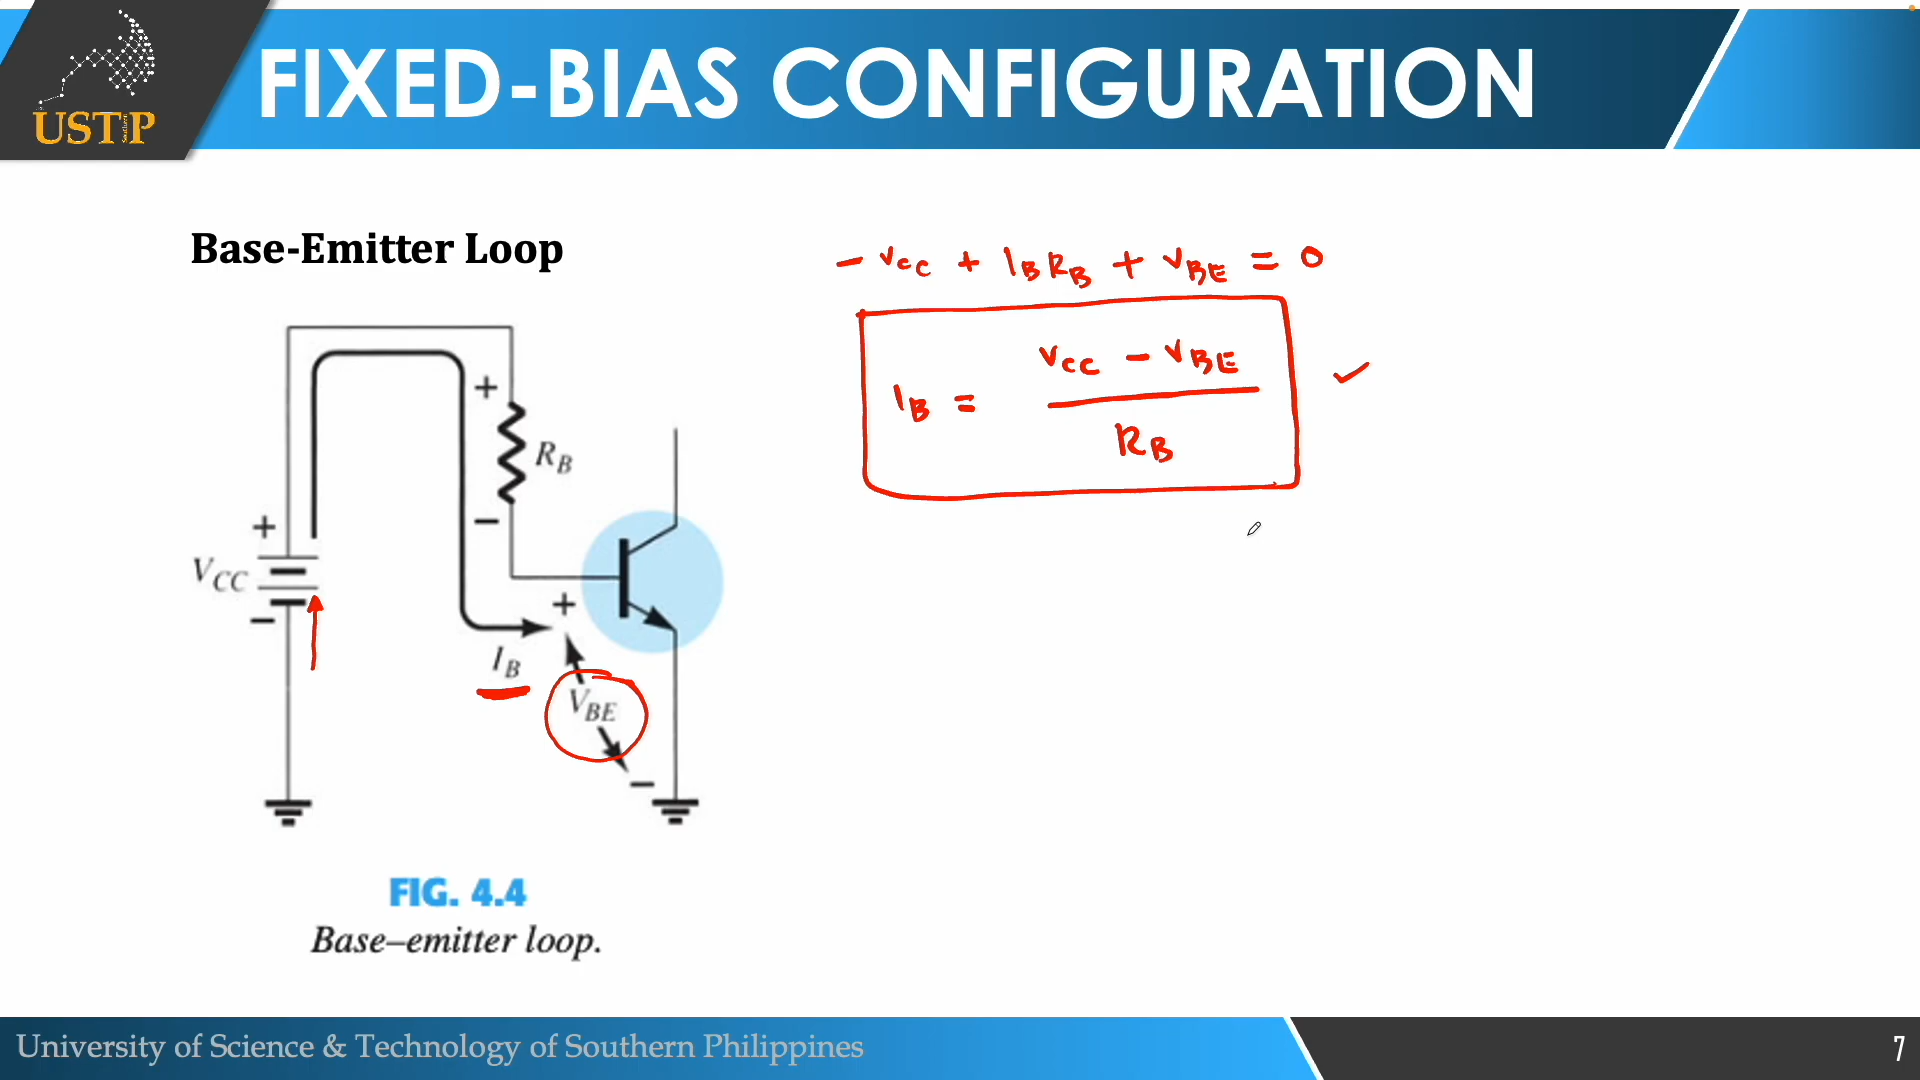 USTP
FIXED-BIAS CONFIGURATION
Base-Emitter Loop
- VCC + IBRB + VBE = 0
IB = VCC - VBE
RB
+
RB
-
+
VCC
-
+
IB
VBE
-
FIG. 4.4
Base–emitter loop.
University of Science & Technology of Southern Philippines
7